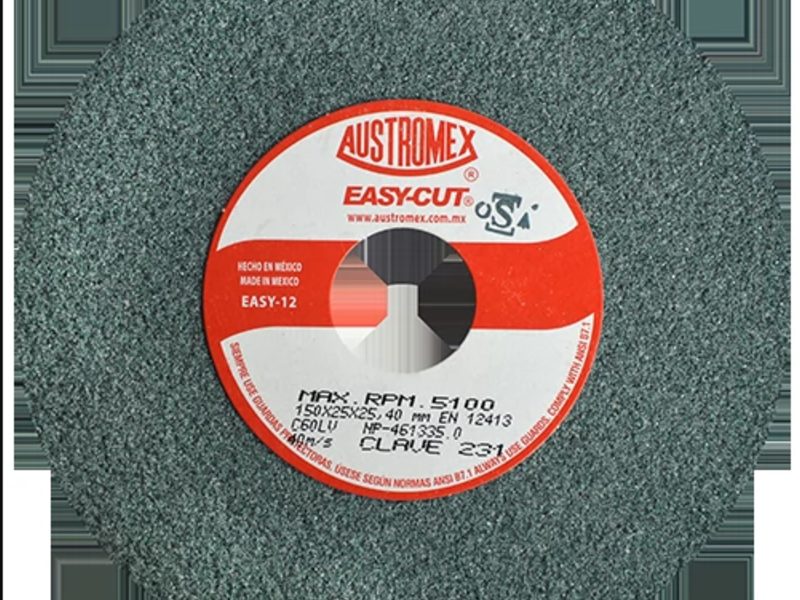 AUSTROMEX
®
EASY-CUT®
www.austromex.com.mx
OSA
HECHO EN MÉXICO
MADE IN MEXICO
EASY-12
MAX.RPM.5100
150X25X25,40 MM EN 12413
C60LV NP-461335.0
40m/s CLAVE 231
SIEMPRE USE GUARDAS PROTECTORAS. ÚSESE SEGÚN NORMAS ANSI B7.1 ALWAYS USE GUARDS. COMPLY WITH ANSI B7.1